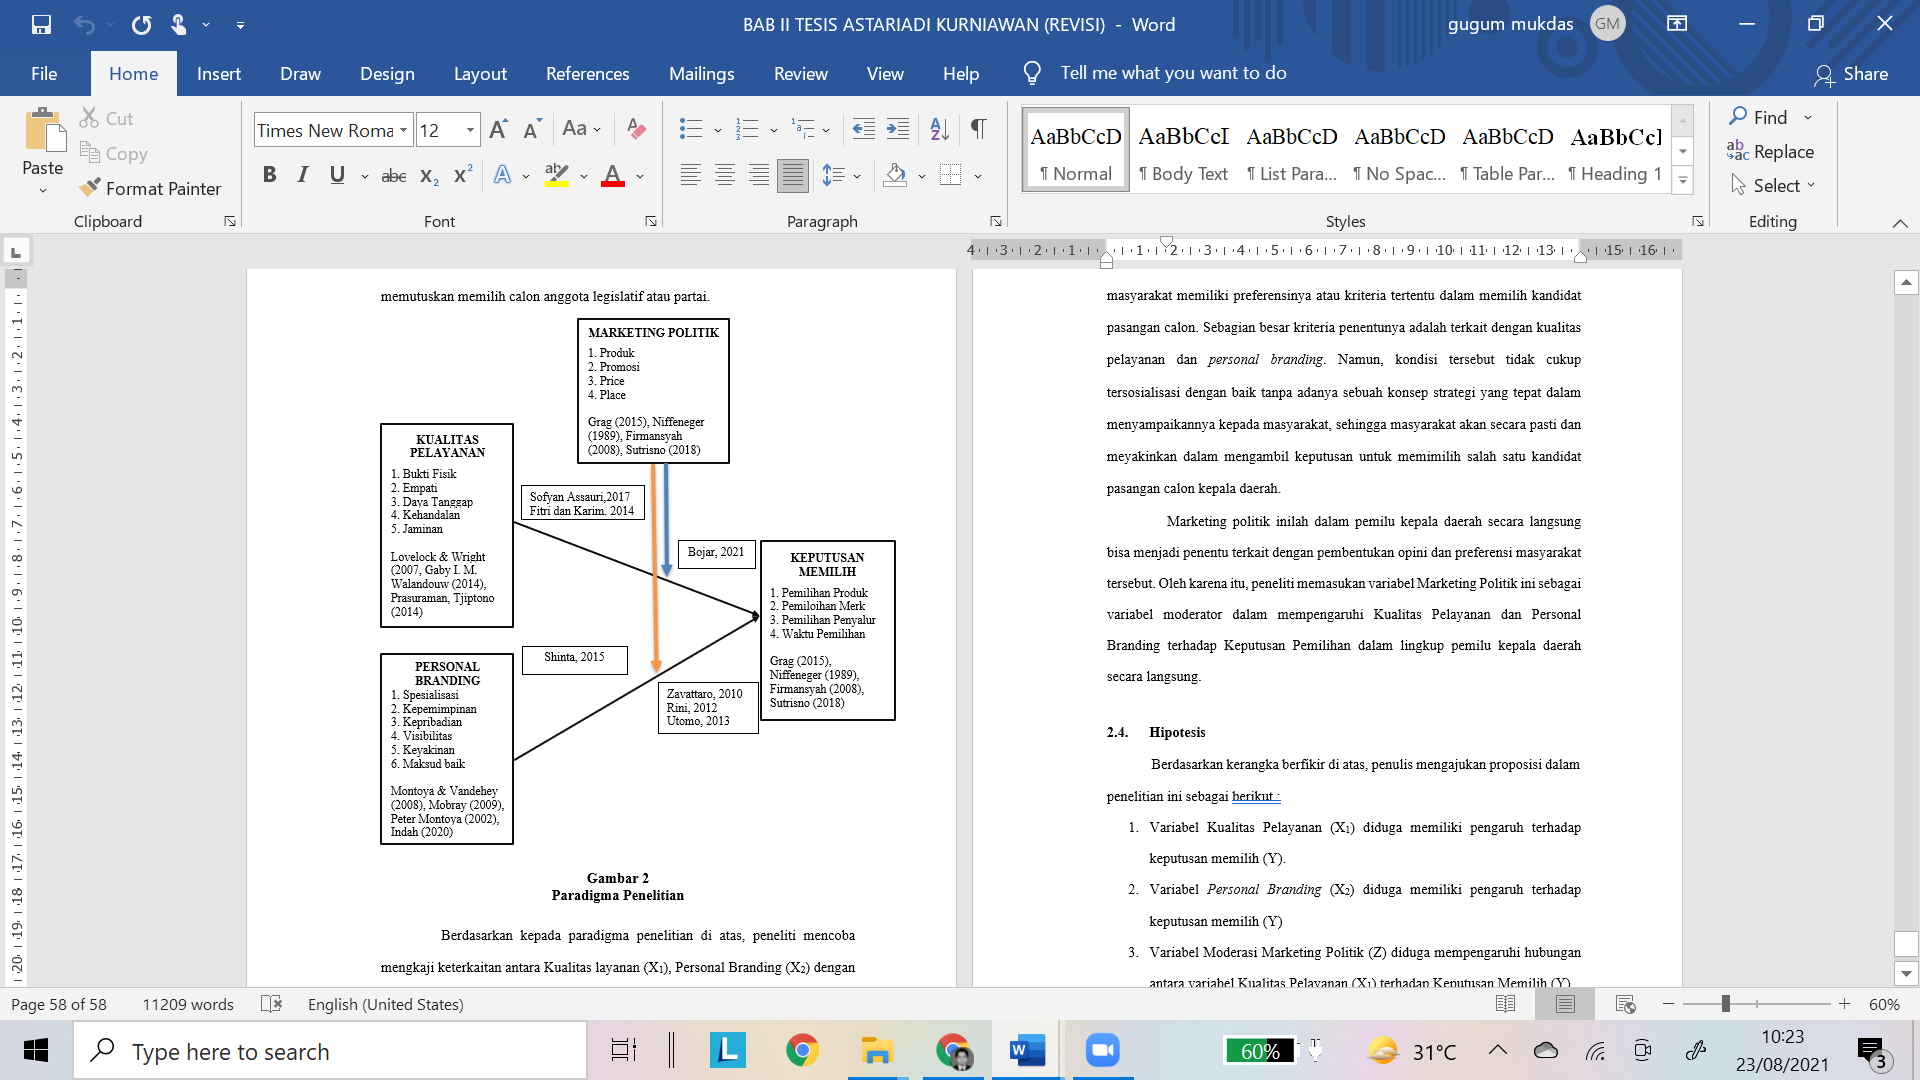 BAB II TESIS ASTARIADI KURNIAWAN (REVISI) - Word
gugum mukdas
GM
File
Home
Insert
Draw
Design
Layout
References
Mailings
Review
View
Help
Tell me what you want to do
Share
Paste
Cut
Copy
Format Painter
Clipboard
Times New Roma
12
Font
Paragraph
AaBbCcD
AaBbCcI
AaBbCcD
AaBbCcD
AaBbCcD
AaBbCcI
¶ Normal
¶ Body Text
¶ List Para...
¶ No Spac...
¶ Table Par...
¶ Heading 1
Styles
Find
Replace
Select
Editing
memutuskan memilih calon anggota legislatif atau partai.
MARKETING POLITIK
1. Produk
2. Promosi
3. Price
4. Place
Grag (2015), Niffeneger
(1989), Firmansyah
(2008), Sutrisno (2018)
KUALITAS
PELAYANAN
1. Bukti Fisik
2. Empati
3. Daya Tanggap
4. Kehandalan
5. Jaminan
Lovelock & Wright
(2007, Gaby I. M.
Walandouw (2014),
Prasuraman, Tjiptono
(2014)
Sofyan Assauri,2017
Fitri dan Karim. 2014
Bojar, 2021
KEPUTUSAN
MEMILIH
1. Pemilihan Produk
2. Pemiloihan Merk
3. Pemilihan Penyalur
4. Waktu Pemilihan
Grag (2015),
Niffeneger (1989),
Firmansyah (2008),
Sutrisno (2018)
Shinta, 2015
Zavattaro, 2010
Rini, 2012
Utomo, 2013
PERSONAL
BRANDING
1. Spesialisasi
2. Kepemimpinan
3. Kepribadian
4. Visibilitas
5. Keyakinan
6. Maksud baik
Montoya & Vandehey
(2008), Mobray (2009),
Peter Montoya (2002),
Indah (2020)
Gambar 2
Paradigma Penelitian
Berdasarkan kepada paradigma penelitian di atas, peneliti mencoba
mengkaji keterkaitan antara Kualitas layanan (X1), Personal Branding (X2) dengan
masyarakat memiliki preferensinya atau kriteria tertentu dalam memilih kandidat
pasangan calon. Sebagian besar kriteria penentunya adalah terkait dengan kualitas
pelayanan dan personal branding. Namun, kondisi tersebut tidak cukup
tersosialisasi dengan baik tanpa adanya sebuah konsep strategi yang tepat dalam
menyampaikannya kepada masyarakat, sehingga masyarakat akan secara pasti dan
meyakinkan dalam mengambil keputusan untuk memimilih salah satu kandidat
pasangan calon kepala daerah.
Marketing politik inilah dalam pemilu kepala daerah secara langsung
bisa menjadi penentu terkait dengan pembentukan opini dan preferensi masyarakat
tersebut. Oleh karena itu, peneliti memasukan variabel Marketing Politik ini sebagai
variabel moderator dalam mempengaruhi Kualitas Pelayanan dan Personal
Branding terhadap Keputusan Pemilihan dalam lingkup pemilu kepala daerah
secara langsung.
2.4. Hipotesis
Berdasarkan kerangka berfikir di atas, penulis mengajukan proposisi dalam
penelitian ini sebagai berikut :
1. Variabel Kualitas Pelayanan (X1) diduga memiliki pengaruh terhadap
keputusan memilih (Y).
2. Variabel Personal Branding (X2) diduga memiliki pengaruh terhadap
keputusan memilih (Y)
3. Variabel Moderasi Marketing Politik (Z) diduga mempengaruhi hubungan
antara variabel Kualitas Pelayanan (X1) terhadap Keputusan Memilih (Y)
Page 58 of 58
11209 words
English (United States)
60%
Type here to search
60%
31°C
10:23
23/08/2021
3